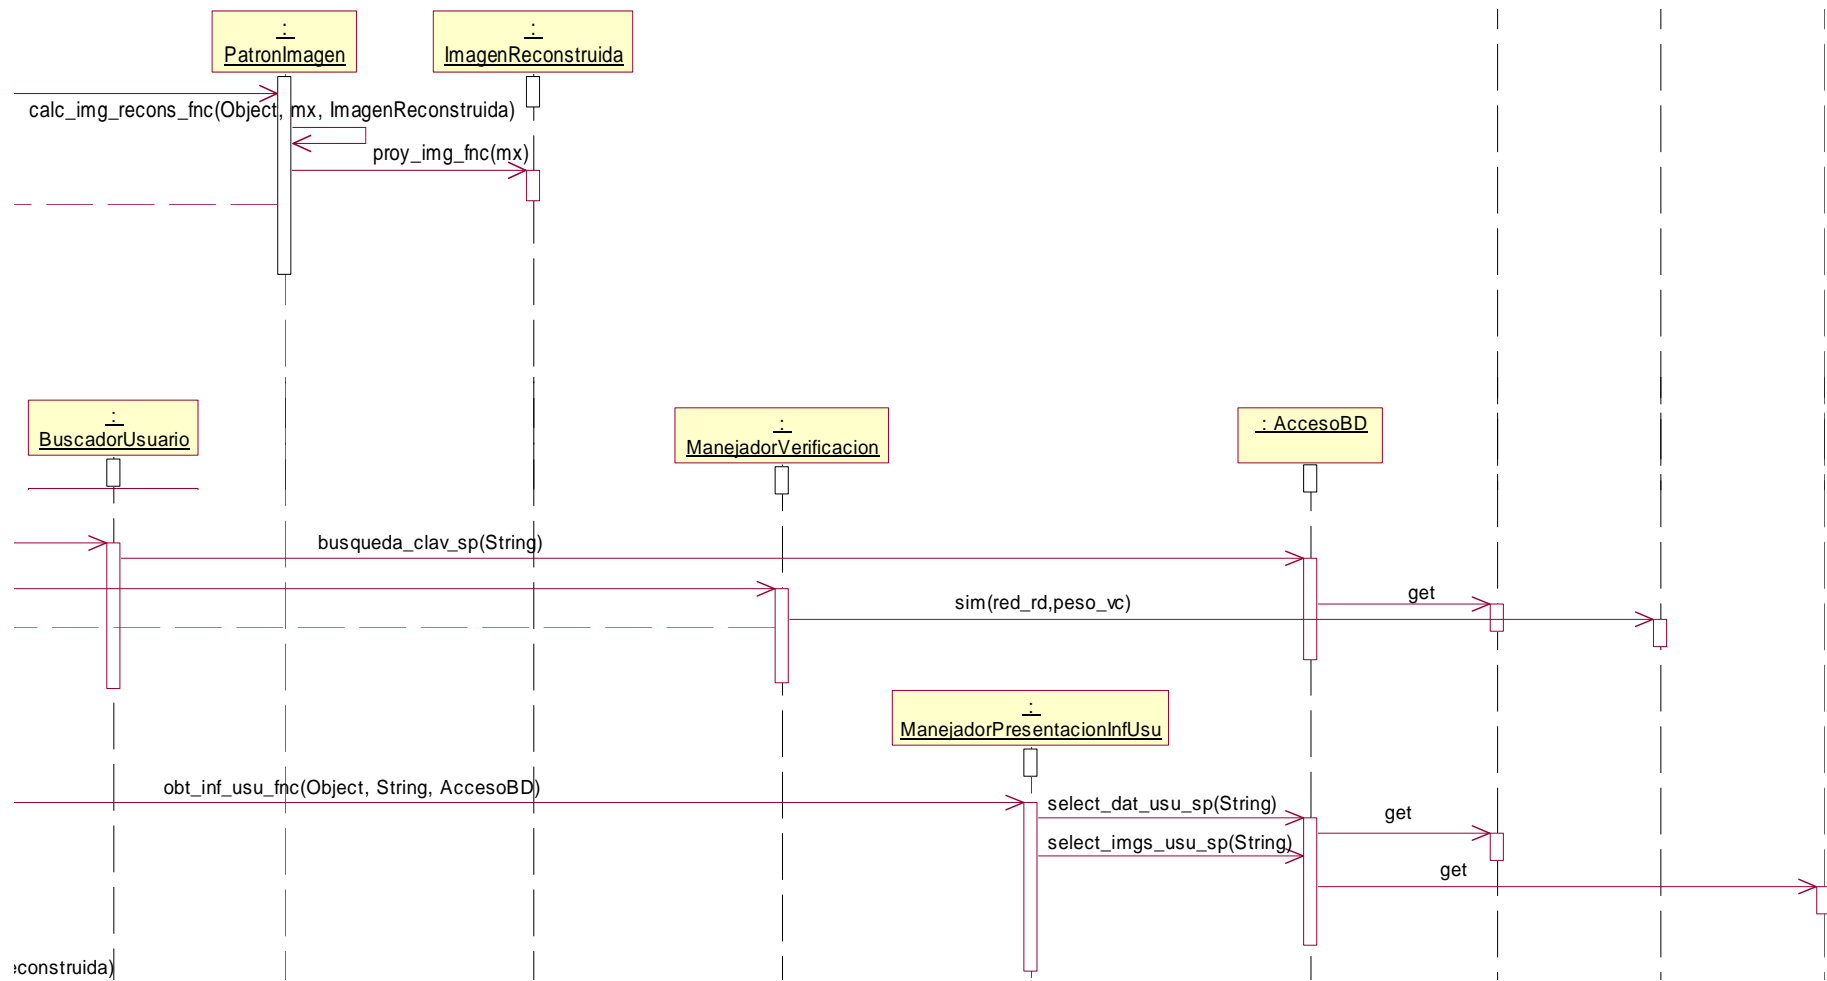 :
PatronImagen
:
ImagenReconstruida
calc_img_recons_fnc(Object, mx, ImagenReconstruida)
proy_img_fnc(mx)
:
BuscadorUsuario
:
ManejadorVerificacion
: AccesoBD
busqueda_clav_sp(String)
sim(red_rd,peso_vc)
get
:
ManejadorPresentacionInfUsu
obt_inf_usu_fnc(Object, String, AccesoBD)
select_dat_usu_sp(String)
get
select_imgs_usu_sp(String)
get
econstruida)